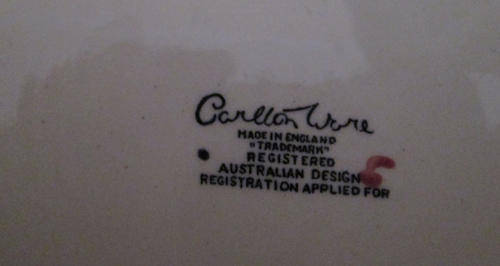 Carlton Ware
MADE IN ENGLAND
"TRADEMARK"
REGISTERED
AUSTRALIAN DESIGN
REGISTRATION APPLIED FOR